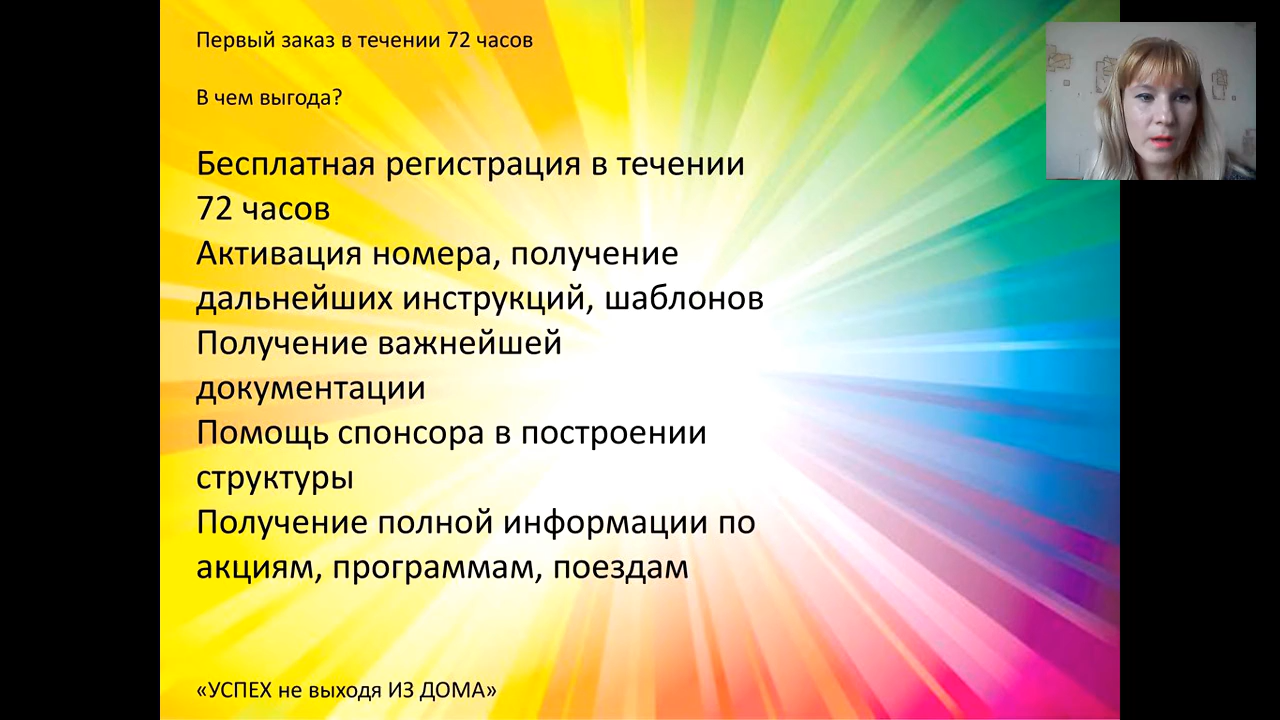 Первый заказ в течении 72 часов
В чем выгода?
Бесплатная регистрация в течении
72 часов
Активация номера, получение
дальнейших инструкций, шаблонов
Получение важнейшей
документации
Помощь спонсора в построении
структуры
Получение полной информации по
акциям, программам, поездам
«УСПЕХ не выходя ИЗ ДОМА»